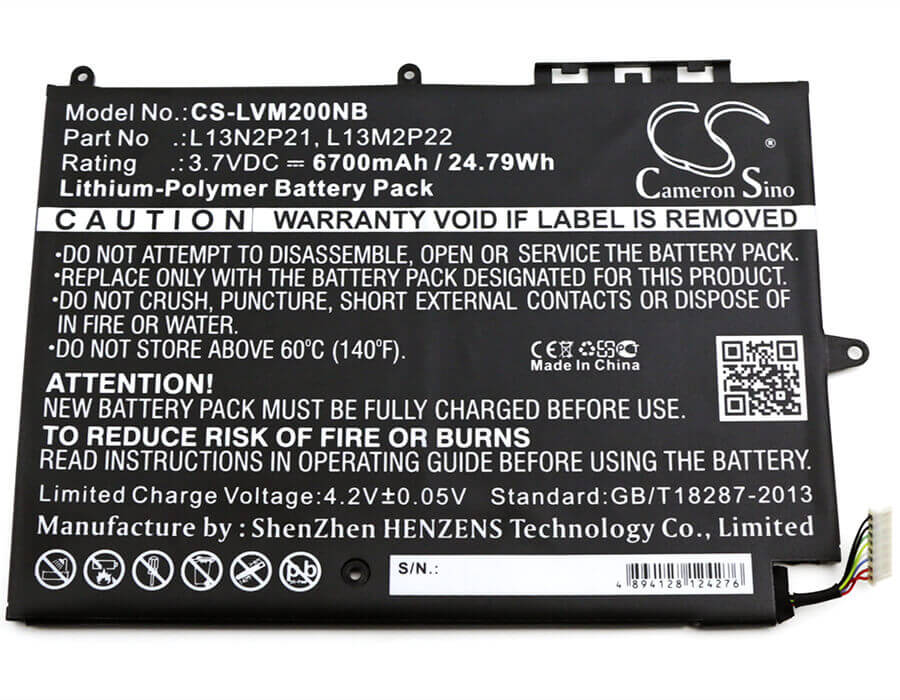 Model No.:CS-LVM200NB
Part No .:L13N2P21, L13M2P22
Rating .:3.7VDC ⎓ 6700mAh / 24.79Wh
Lithium-Polymer Battery Pack
CS ®
Cameron Sino
CAUTION WARRANTY VOID IF LABEL IS REMOVED
•DO NOT ATTEMPT TO DISASSEMBLE, OPEN OR SERVICE THE BATTERY PACK.
•REPLACE ONLY WITH THE BATTERY PACK DESIGNATED FOR THIS PRODUCT.
•DO NOT CRUSH, PUNCTURE, SHORT EXTERNAL CONTACTS OR DISPOSE OF
IN FIRE OR WATER.
•DO NOT STORE ABOVE 60°C (140°F).
CE
Made In China
ATTENTION!
NEW BATTERY PACK MUST BE FULLY CHARGED BEFORE USE.
TO REDUCE RISK OF FIRE OR BURNS
READ INSTRUCTIONS IN OPERATING GUIDE BEFORE USING THE BATTERY.
Limited Charge Voltage:4.2V±0.05V Standard:GB/T18287-2013
Manufacture by : ShenZhen HENZENS Technology Co., Limited
Pb
S/N.:
4 894128 124276